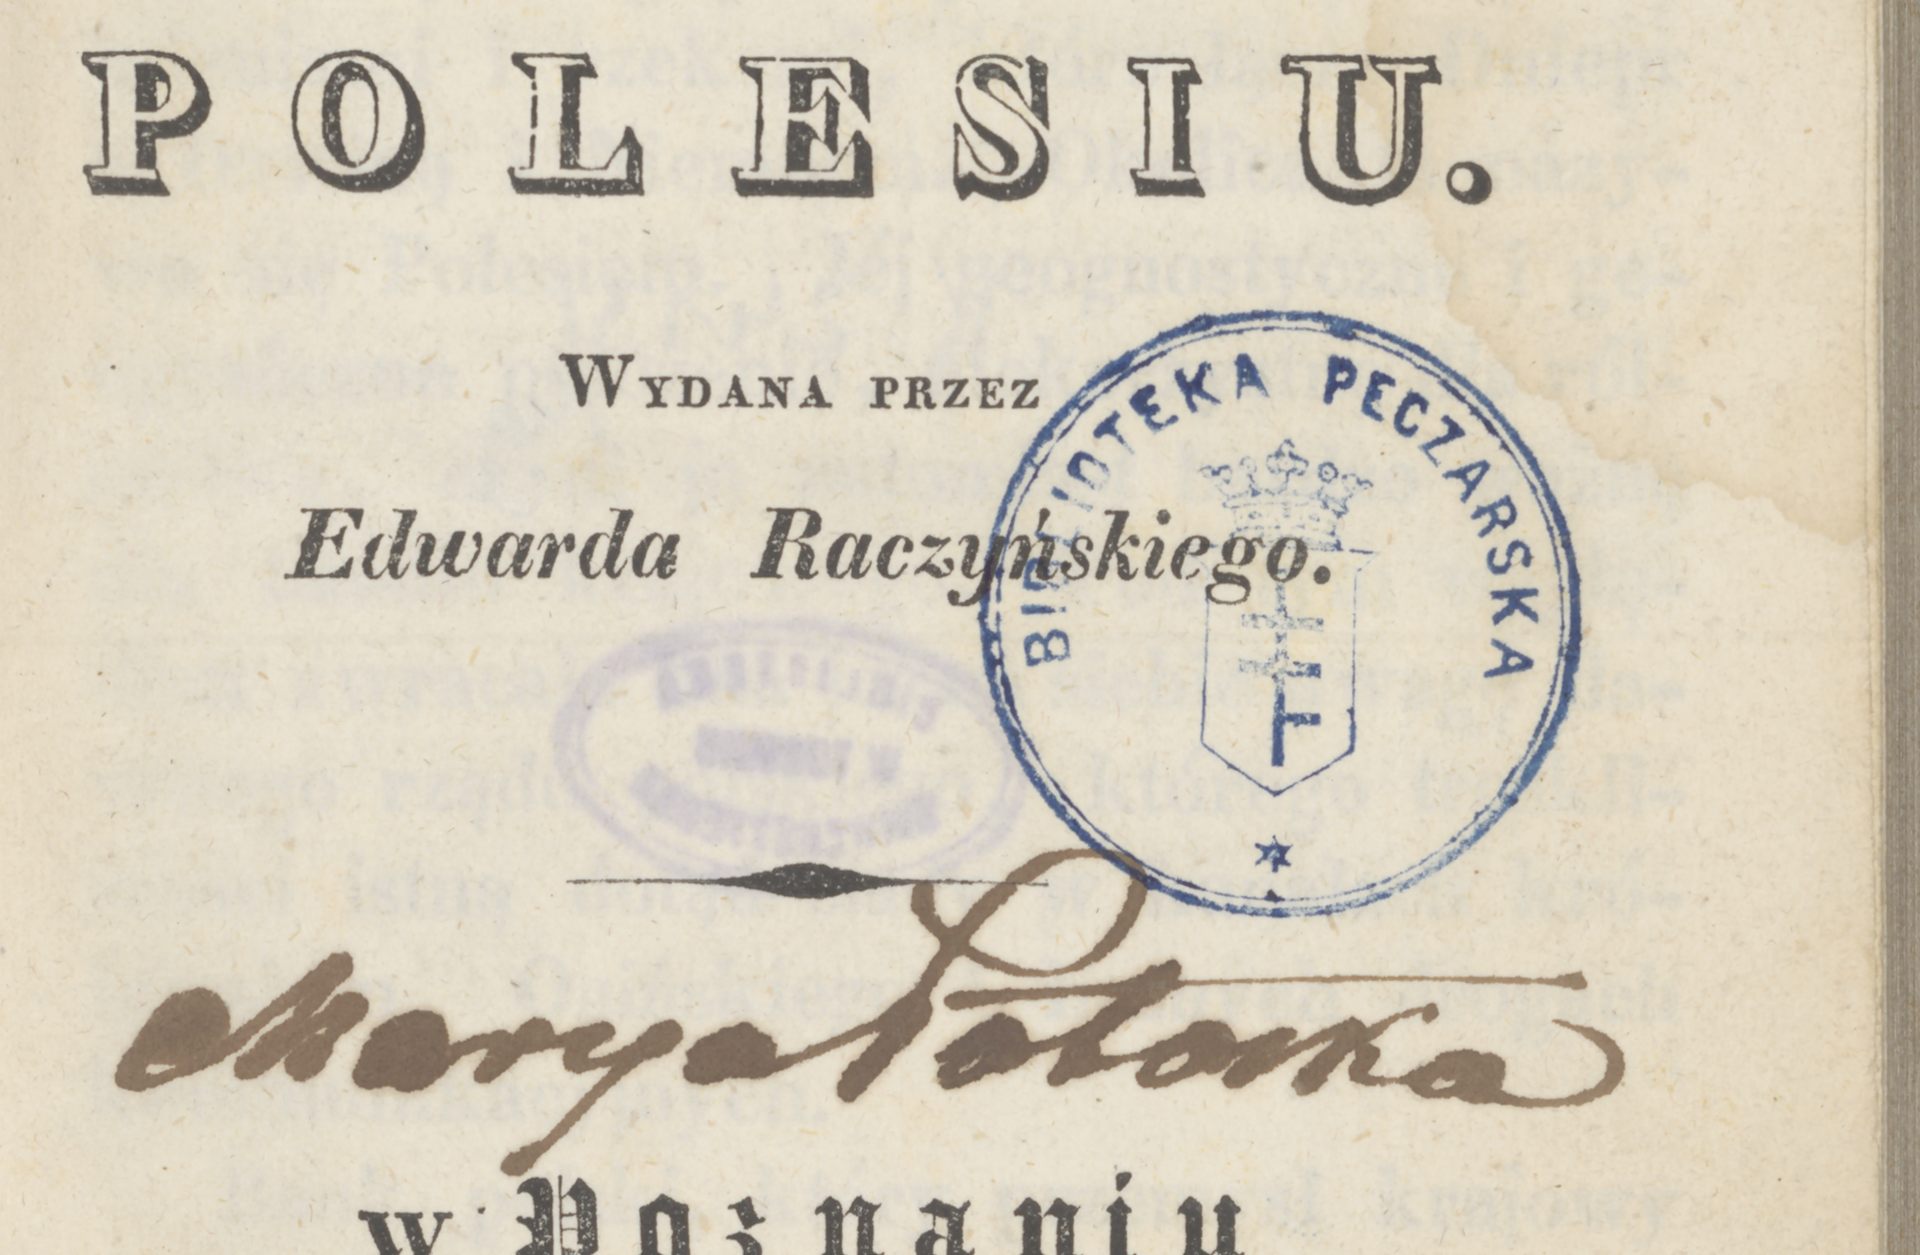 POLESIU.
WYDANA PRZEZ
Edwarda Raczyńskiego.
BIBLIOTEKA PECZARSKA
Marya Potocka
w Poznaniu